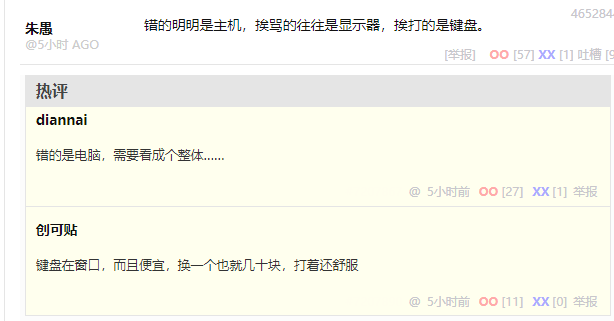 465284
朱愚
错的明明是主机，挨骂的往往是显示器，挨打的是键盘。
@5小时 AGO
[举报] OO [57] XX [1] 吐槽 [9
热评
diannai
错的是电脑，需要看成个整体......
@ 5小时前 OO [27] XX [1] 举报
创可贴
键盘在窗口，而且便宜，换一个也就几十块，打着还舒服
@ 5小时前 OO [11] XX [0] 举报